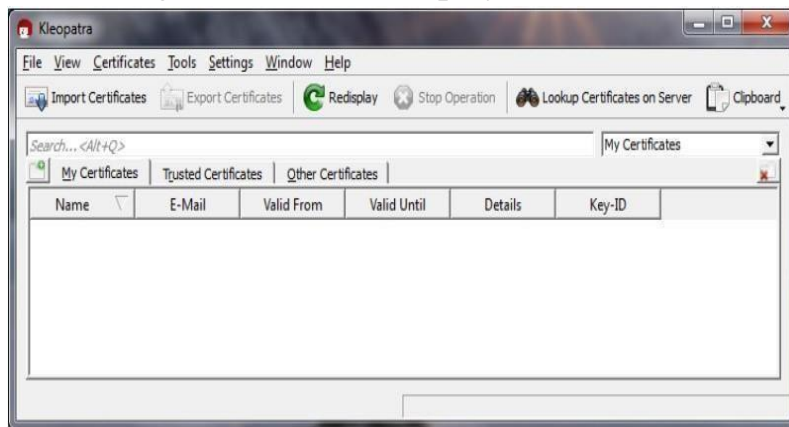 Kleopatra
File View Certificates Tools Settings Window Help
Import Certificates Export Certificates Redisplay Stop Operation Lookup Certificates on Server Clipboard
Search...<Alt+Q> My Certificates
My Certificates Trusted Certificates Other Certificates
Name E-Mail Valid From Valid Until Details Key-ID